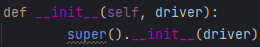 def __init__(self, driver):
    super().__init__(driver)